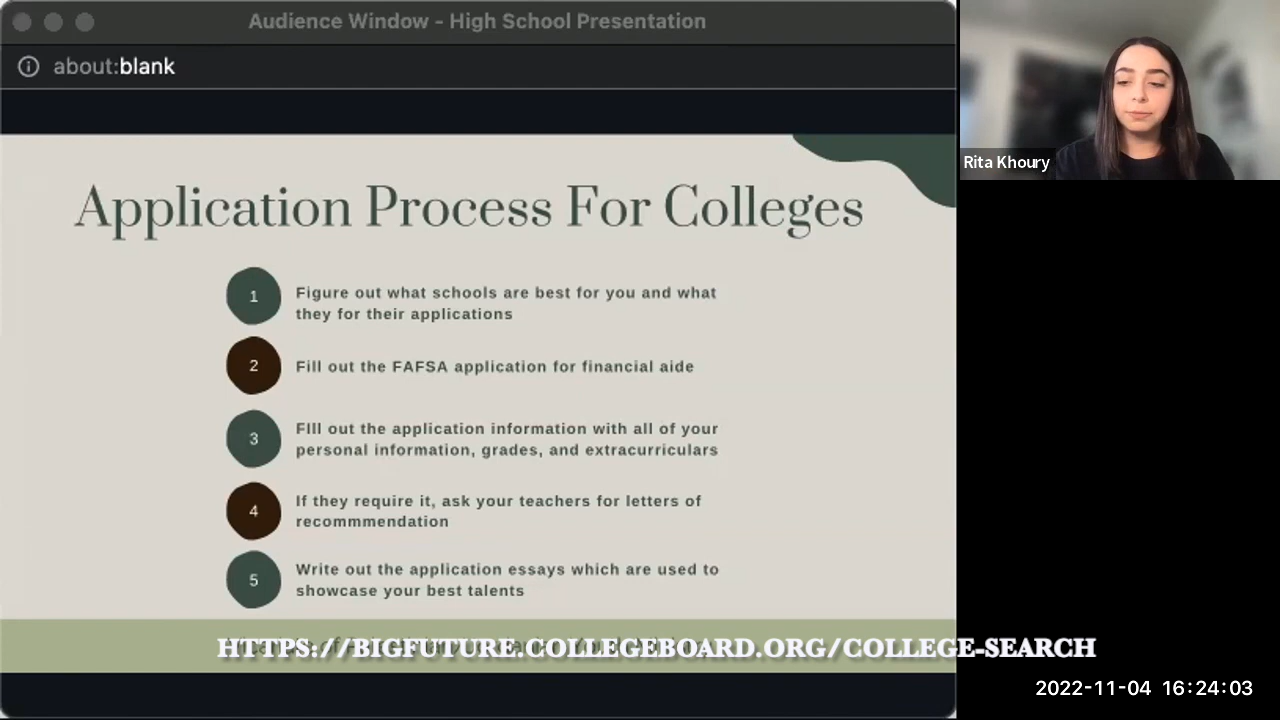 Audience Window - High School Presentation
about:blank
Rita Khoury
Application Process For Colleges
1
Figure out what schools are best for you and what
they for their applications
2
Fill out the FAFSA application for financial aide
3
FIll out the application information with all of your
personal information, grades, and extracurriculars
4
If they require it, ask your teachers for letters of
recommmendation
5
Write out the application essays which are used to
showcase your best talents
HTTPS://BIGFUTURE.COLLEGEBOARD.ORG/COLLEGE-SEARCH
2022-11-04 16:24:03